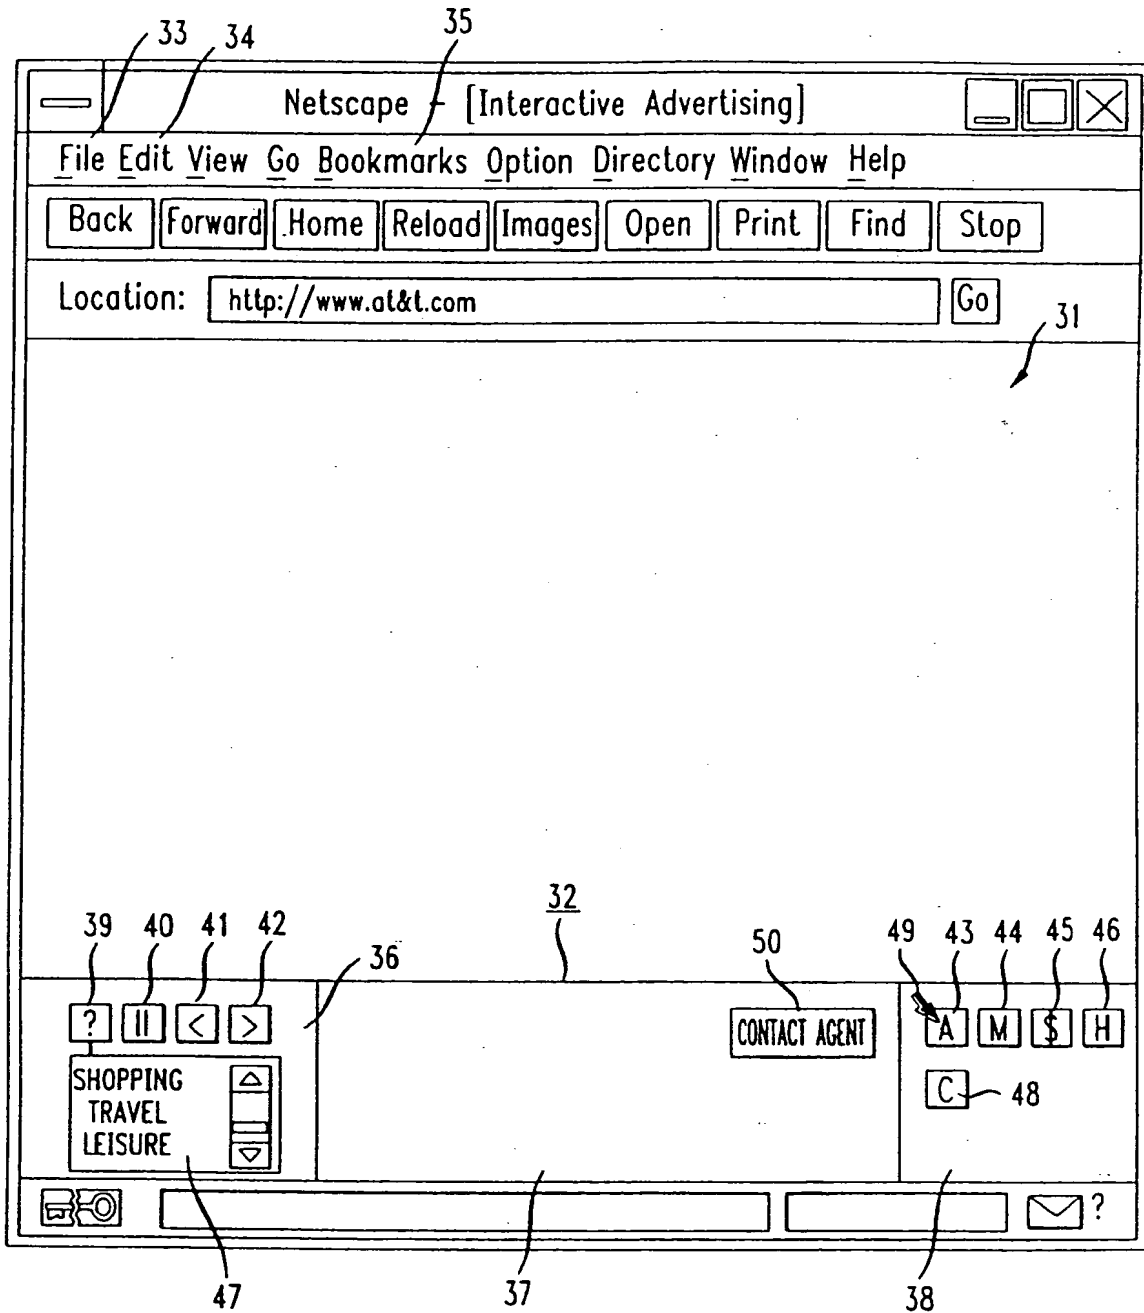 33 34 35
Netscape - [Interactive Advertising]
File Edit View Go Bookmarks Option Directory Window Help
Back Forward Home Reload Images Open Print Find Stop
Location: http://www.at&t.com Go
31
32
39 40 41 42 36 50 49 43 44 45 46
? || < > CONTACT AGENT A M $ H
SHOPPING
TRAVEL
LEISURE
C 48
?
47 37 38